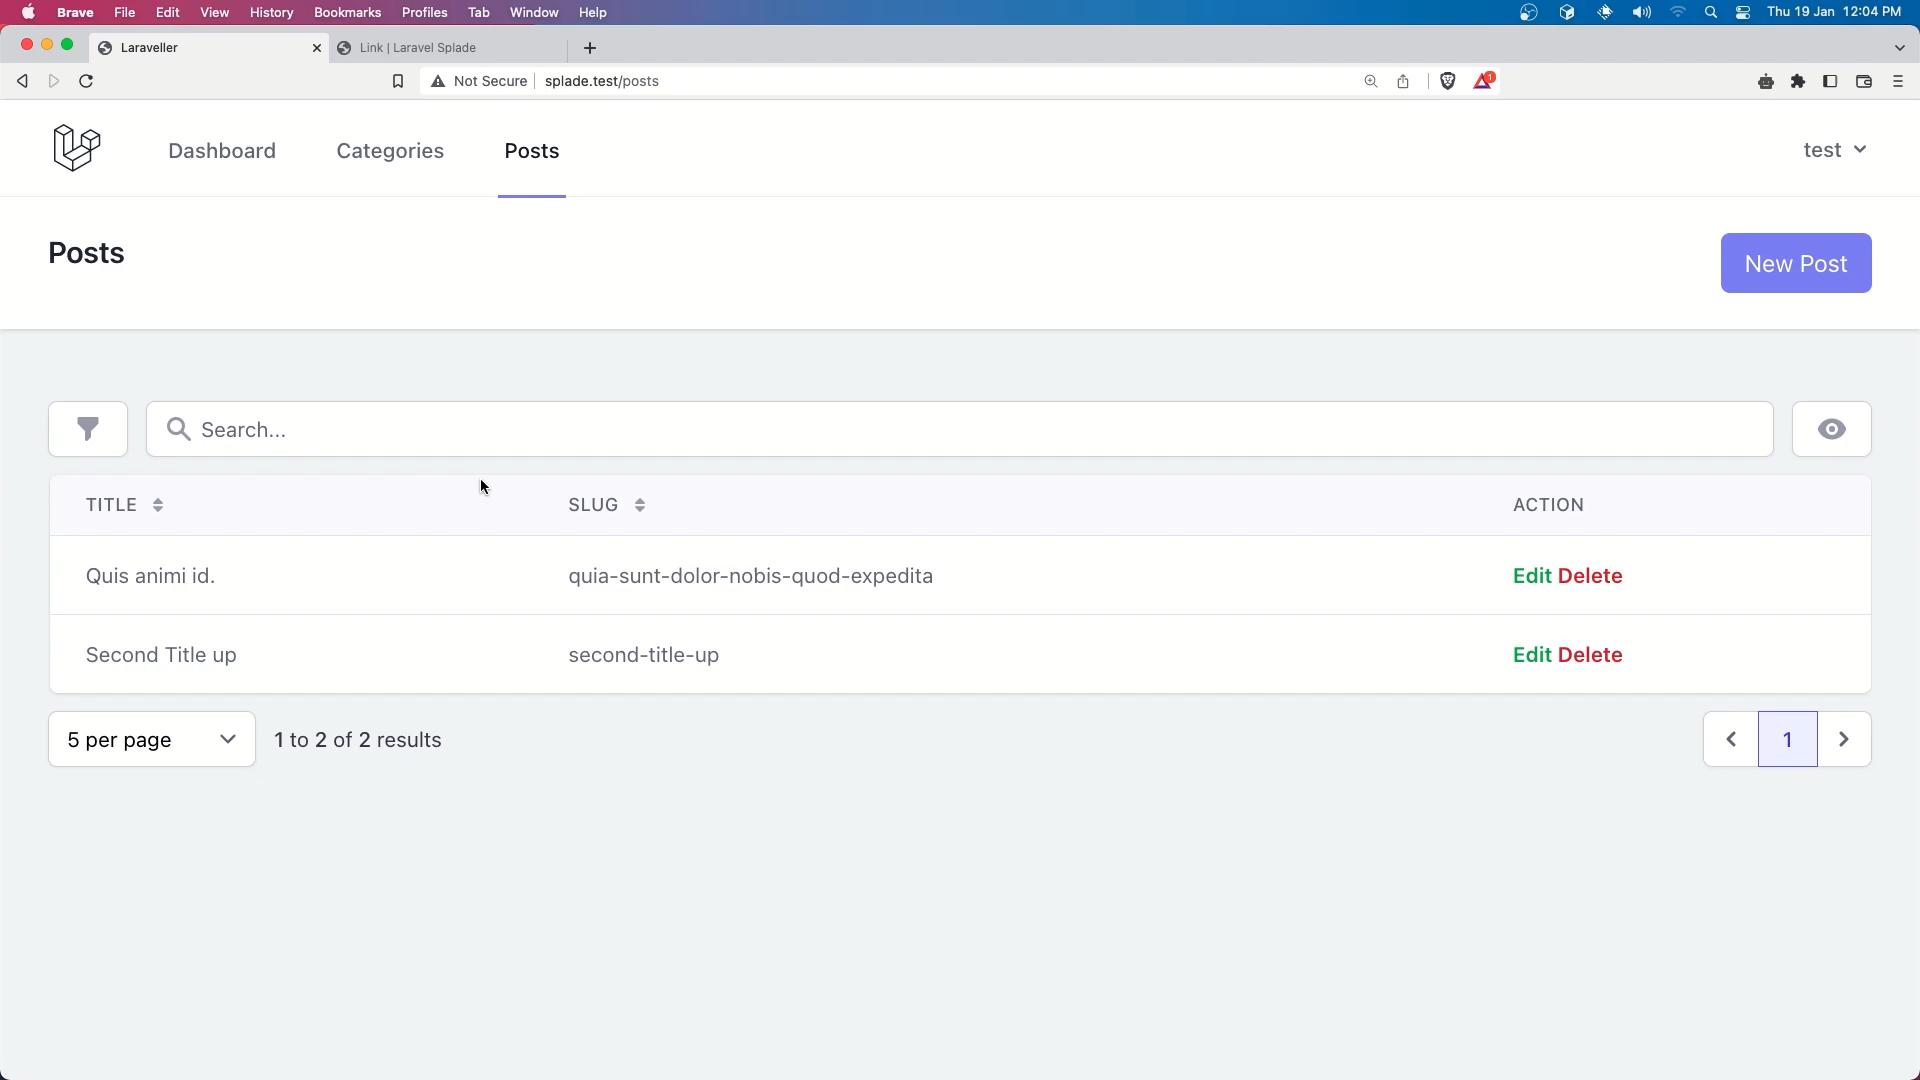 Brave File Edit View History Bookmarks Profiles Tab Window Help Thu 19 Jan 12:04 PM
Laraveller Link | Laravel Splade
Not Secure splade.test/posts 1
Dashboard Categories Posts test
Posts New Post
Search...
TITLE SLUG ACTION
Quis animi id. quia-sunt-dolor-nobis-quod-expedita Edit Delete
Second Title up second-title-up Edit Delete
5 per page 1 to 2 of 2 results 1